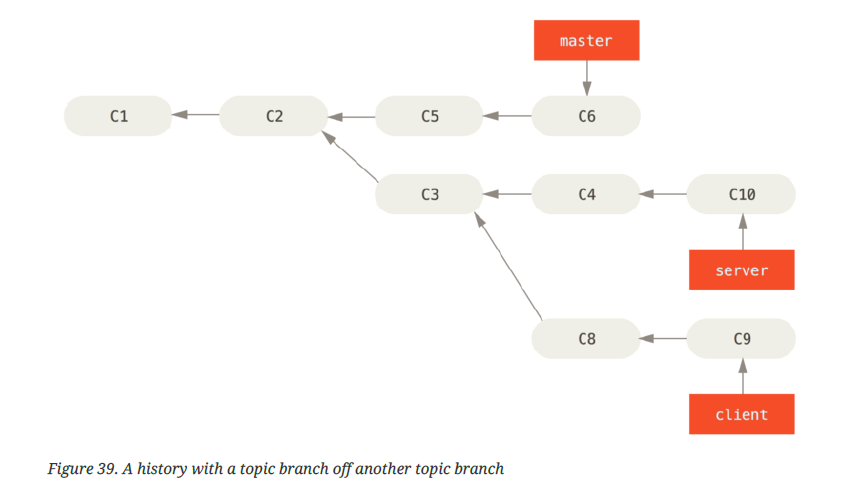 master
C1
C2
C5
C6
C3
C4
C10
server
C8
C9
client
Figure 39. A history with a topic branch off another topic branch